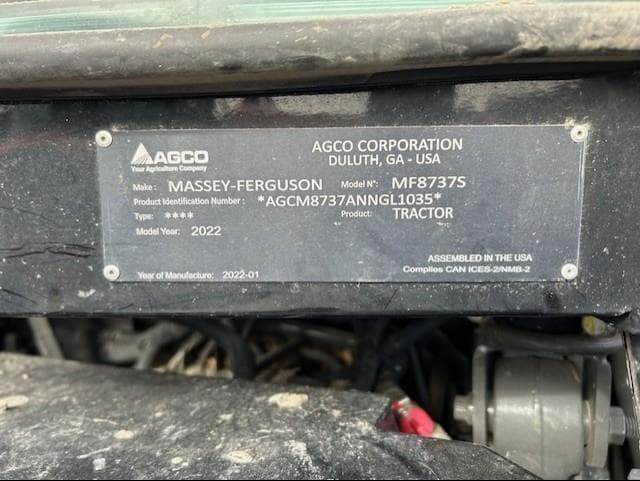 AGCO
Your Agriculture Company
AGCO CORPORATION
DULUTH, GA - USA
Make: MASSEY-FERGUSON Model N°: MF8737S
Product Identification Number: *AGCM8737ANNGL1035*
Type: **** Product: TRACTOR
Model Year: 2022
ASSEMBLED IN THE USA
Year of Manufacture: 2022-01 Complies CAN ICES-2/NMB-2